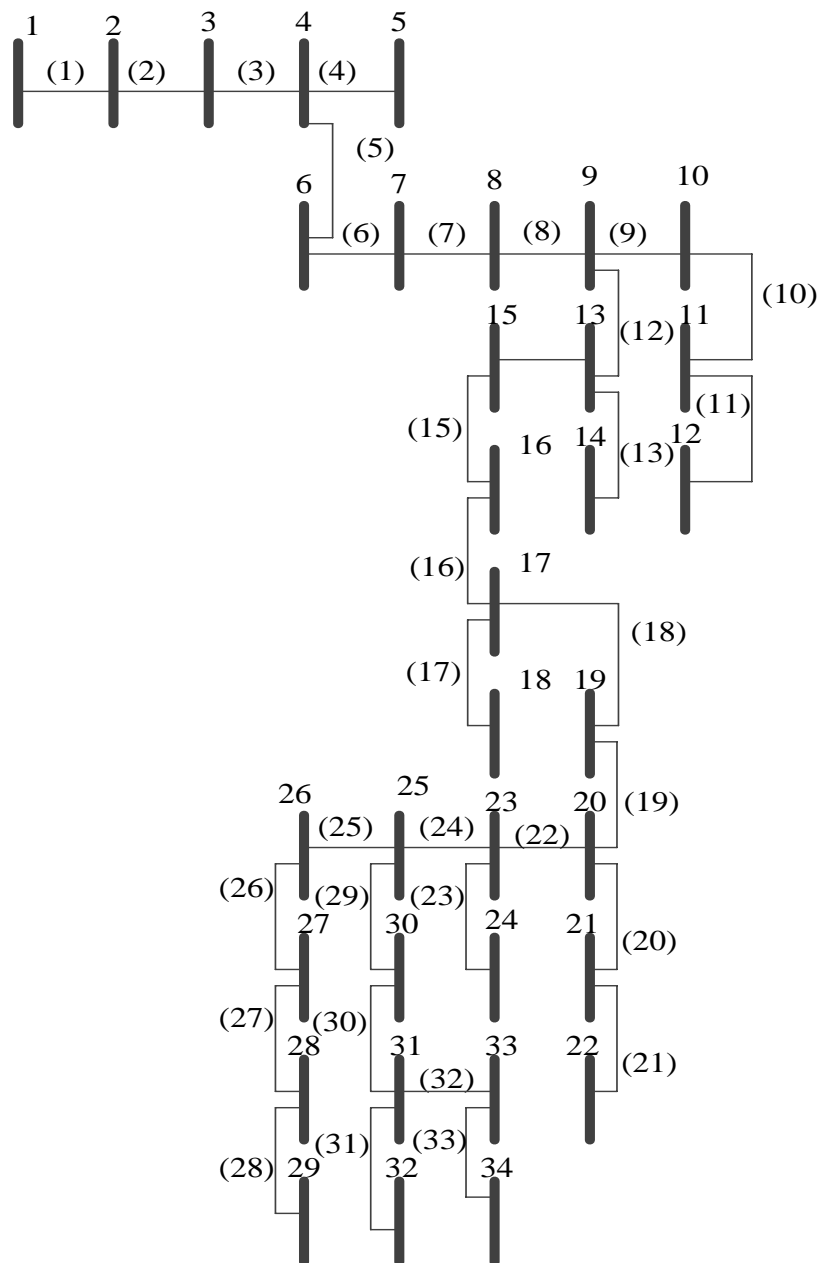 1 2 3 4 5
(1) (2) (3) (4)
(5)
6 7 8 9 10
(6) (7) (8) (9)
(10)
15 13 (12) 11
(15) 16 14 (13) (11) 12
(16) 17
(18)
(17) 18 19
26 25 23 20 (19)
(25) (24) (22)
(26) (29) (23)
27 30 24 21 (20)
(27) (30)
28 31 33 22 (21)
(32)
(28) (31) (33)
29 32 34